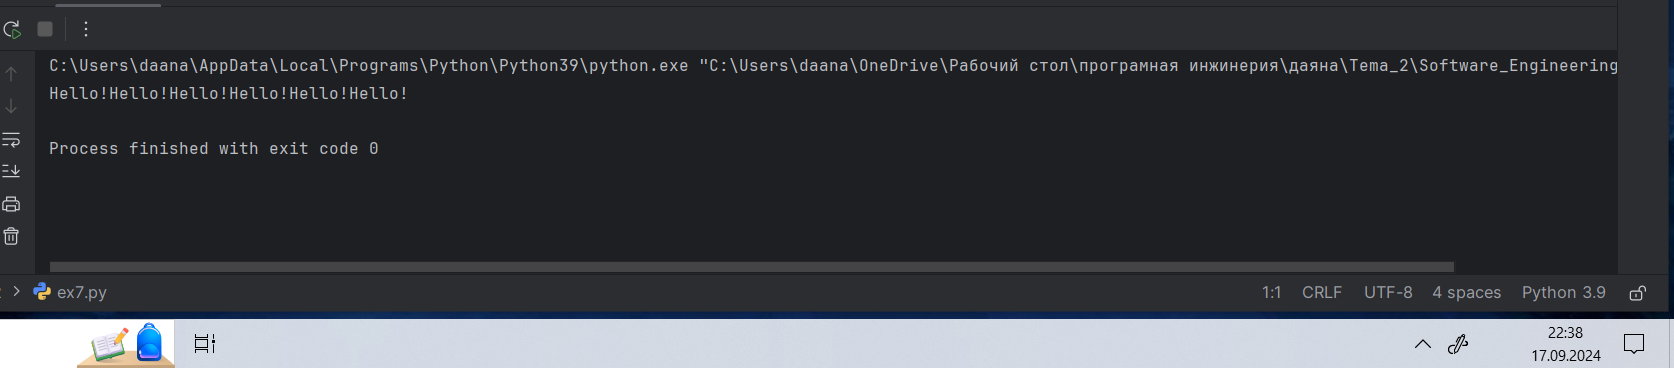 C:\Users\daana\AppData\Local\Programs\Python\Python39\python.exe "C:\Users\daana\OneDrive\Рабочий стол\програмная инжинерия\даяна\Tema_2\Software_Engineering
Hello!Hello!Hello!Hello!Hello!Hello!
Process finished with exit code 0
ex7.py 1:1 CRLF UTF-8 4 spaces Python 3.9
22:38
17.09.2024